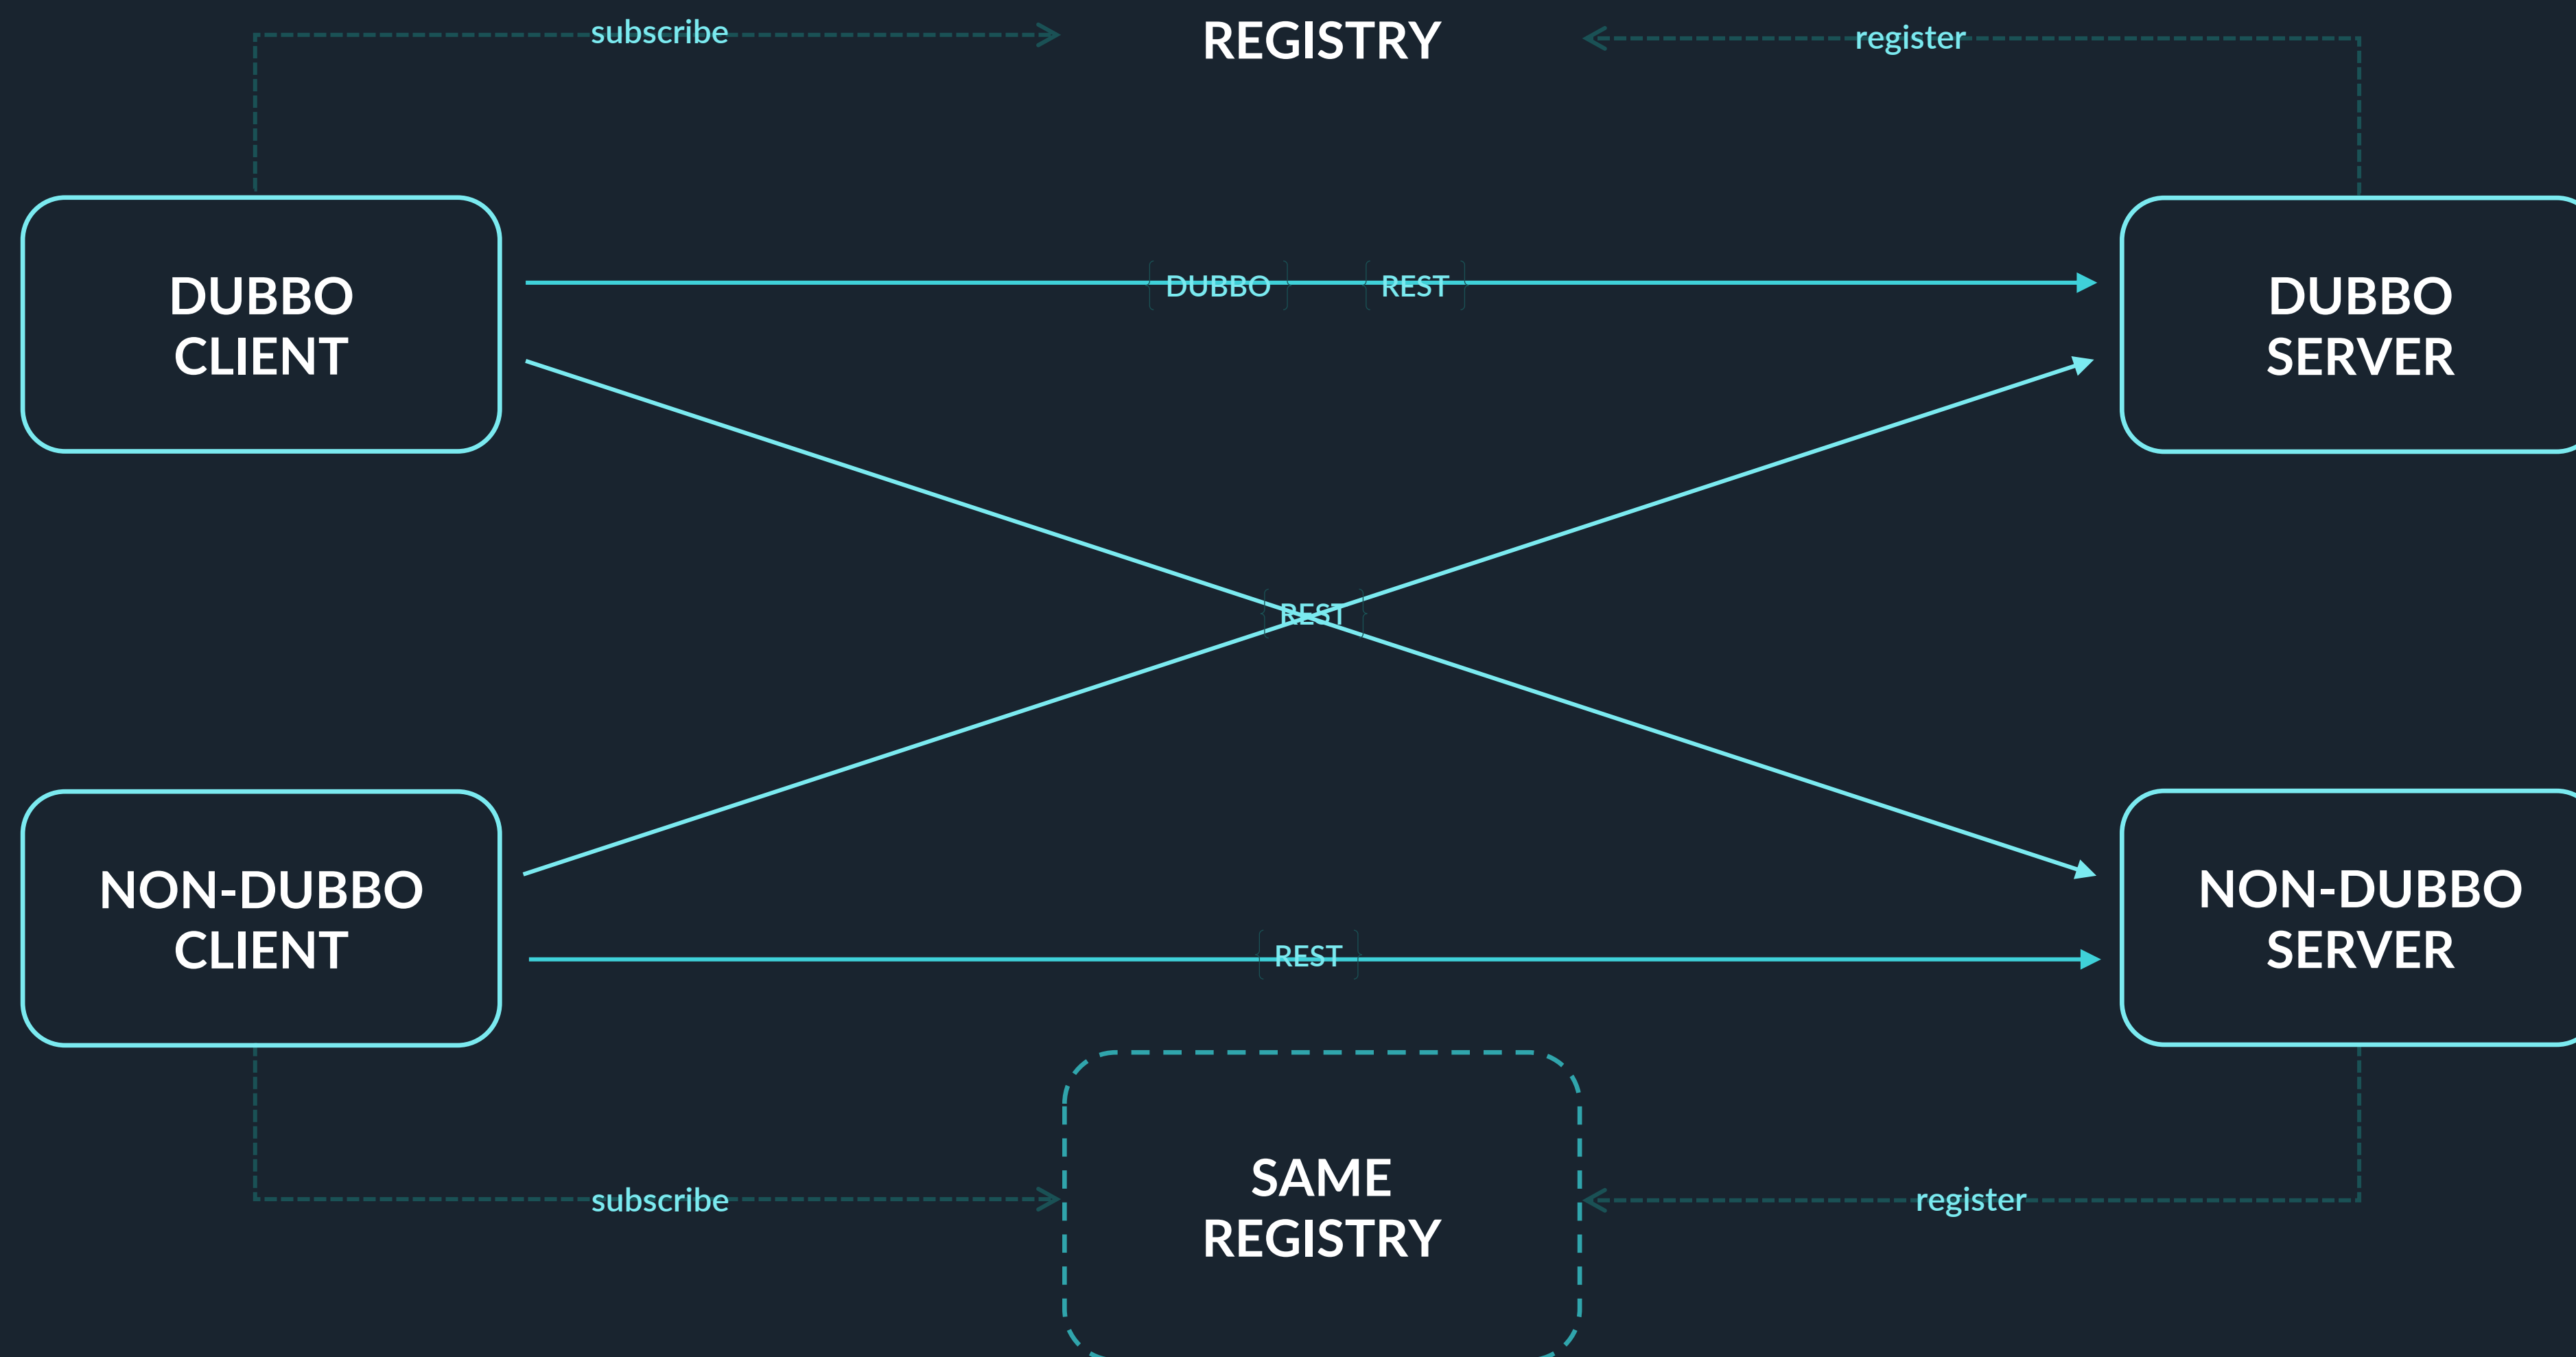 subscribe
REGISTRY
register
DUBBO
CLIENT
DUBBO
REST
DUBBO
SERVER
REST
NON-DUBBO
CLIENT
REST
NON-DUBBO
SERVER
subscribe
SAME
REGISTRY
register